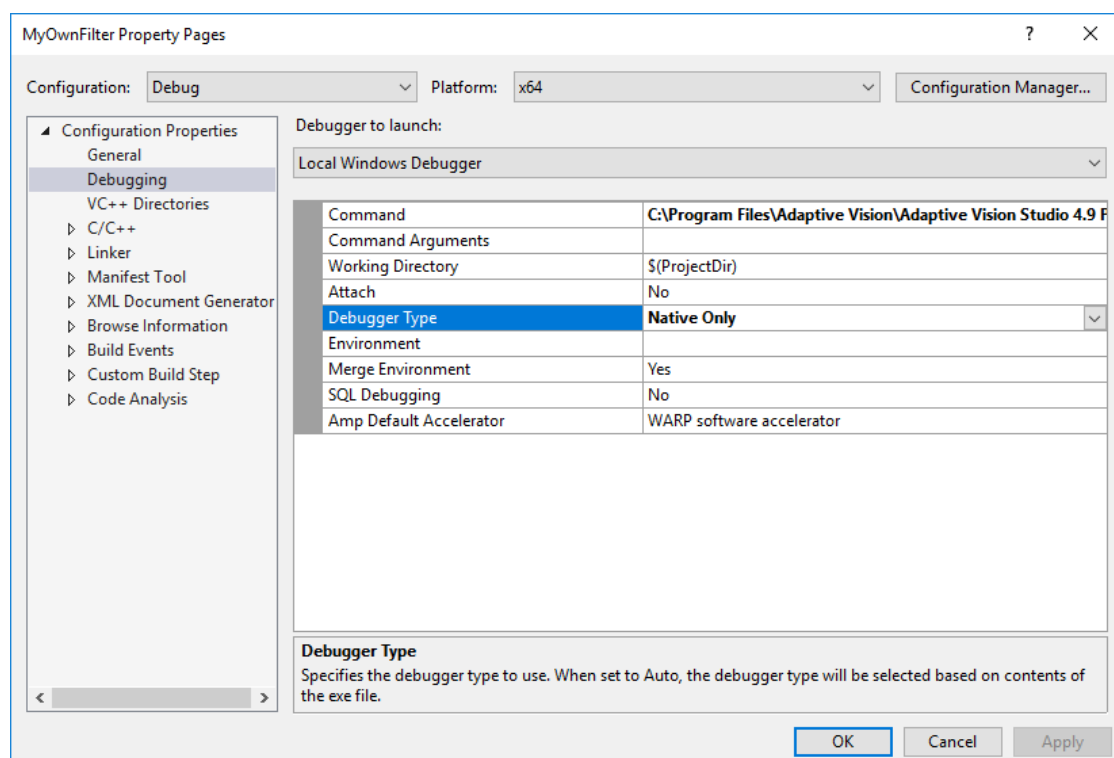 MyOwnFilter Property Pages
Configuration: Debug Platform: x64 Configuration Manager...
Configuration Properties
General
Debugging
VC++ Directories
C/C++
Linker
Manifest Tool
XML Document Generator
Browse Information
Build Events
Custom Build Step
Code Analysis
Debugger to launch:
Local Windows Debugger
Command C:\Program Files\Adaptive Vision\Adaptive Vision Studio 4.9 F
Command Arguments
Working Directory $(ProjectDir)
Attach No
Debugger Type Native Only
Environment
Merge Environment Yes
SQL Debugging No
Amp Default Accelerator WARP software accelerator
Debugger Type
Specifies the debugger type to use. When set to Auto, the debugger type will be selected based on contents of
the exe file.
OK Cancel Apply